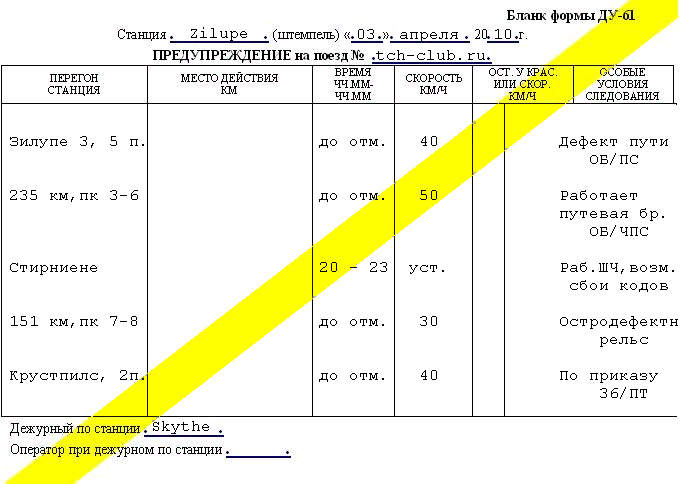 Бланк формы ДУ-61
Станция . Zilupe . (штемпель) «.03.». апреля . 20.10.г.
ПРЕДУПРЕЖДЕНИЕ на поезд № .tch-club.ru.
ПЕРЕГОН СТАНЦИЯ МЕСТО ДЕЙСТВИЯ КМ ВРЕМЯ ЧЧ.ММ- ЧЧ.ММ СКОРОСТЬ КМ/Ч ОСТ. У КРАС. ИЛИ СКОР. КМ/Ч ОСОБЫЕ УСЛОВИЯ СЛЕДОВАНИЯ
Зилупе 3, 5 п. до отм. 40 Дефект пути
ОБ/ПС
235 км,пк 3-6 до отм. 50 Работает
путевая бр.
ОБ/ЧПС
Стирниене 20 - 23 уст. Раб.ШЧ,возм.
сбои кодов
151 км,пк 7-8 до отм. 30 Остродефектн
рельс
Крустпилс, 2п. до отм. 40 По приказу
36/ПТ
Дежурный по станции . Skythe .
Оператор при дежурном по станции . .